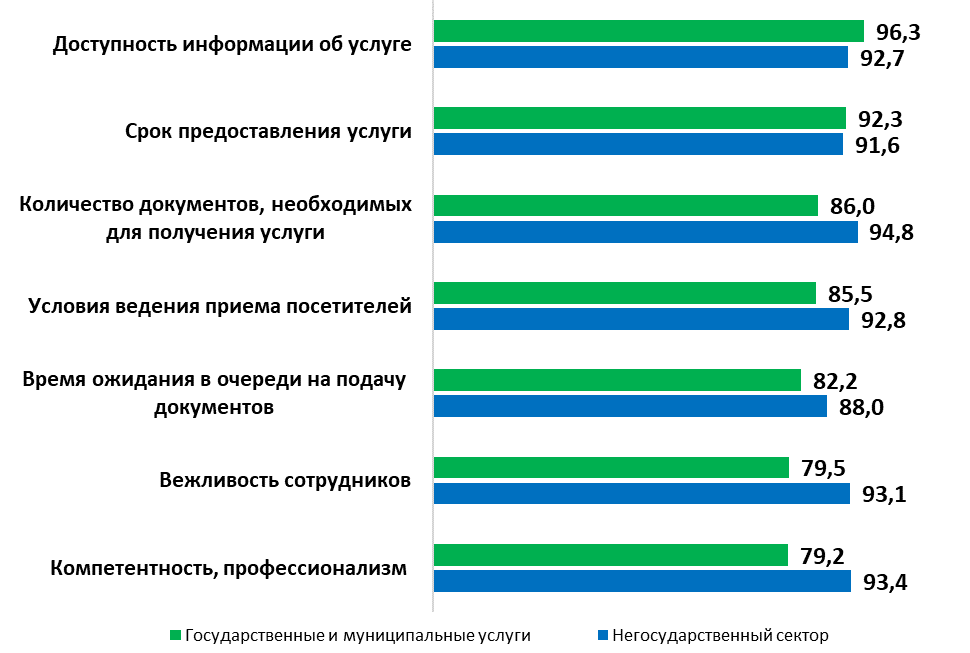 Доступность информации об услуге
96,3
92,7
Срок предоставления услуги
92,3
91,6
Количество документов, необходимых
для получения услуги
86,0
94,8
Условия ведения приема посетителей
85,5
92,8
Время ожидания в очереди на подачу
документов
82,2
88,0
Вежливость сотрудников
79,5
93,1
Компетентность, профессионализм
79,2
93,4
Государственные и муниципальные услуги
Негосударственный сектор